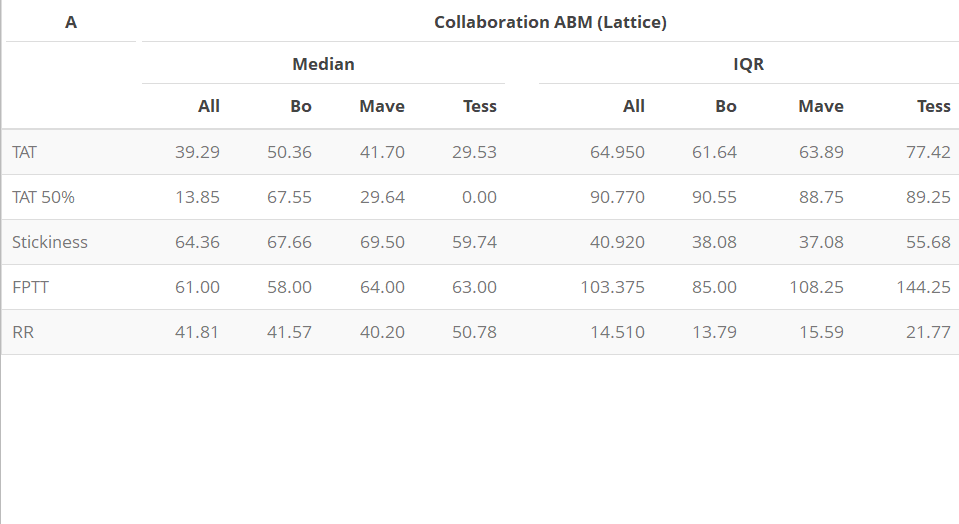 A Collaboration ABM (Lattice)
Median IQR
All Bo Mave Tess All Bo Mave Tess
TAT 39.29 50.36 41.70 29.53 64.950 61.64 63.89 77.42
TAT 50% 13.85 67.55 29.64 0.00 90.770 90.55 88.75 89.25
Stickiness 64.36 67.66 69.50 59.74 40.920 38.08 37.08 55.68
FPTT 61.00 58.00 64.00 63.00 103.375 85.00 108.25 144.25
RR 41.81 41.57 40.20 50.78 14.510 13.79 15.59 21.77